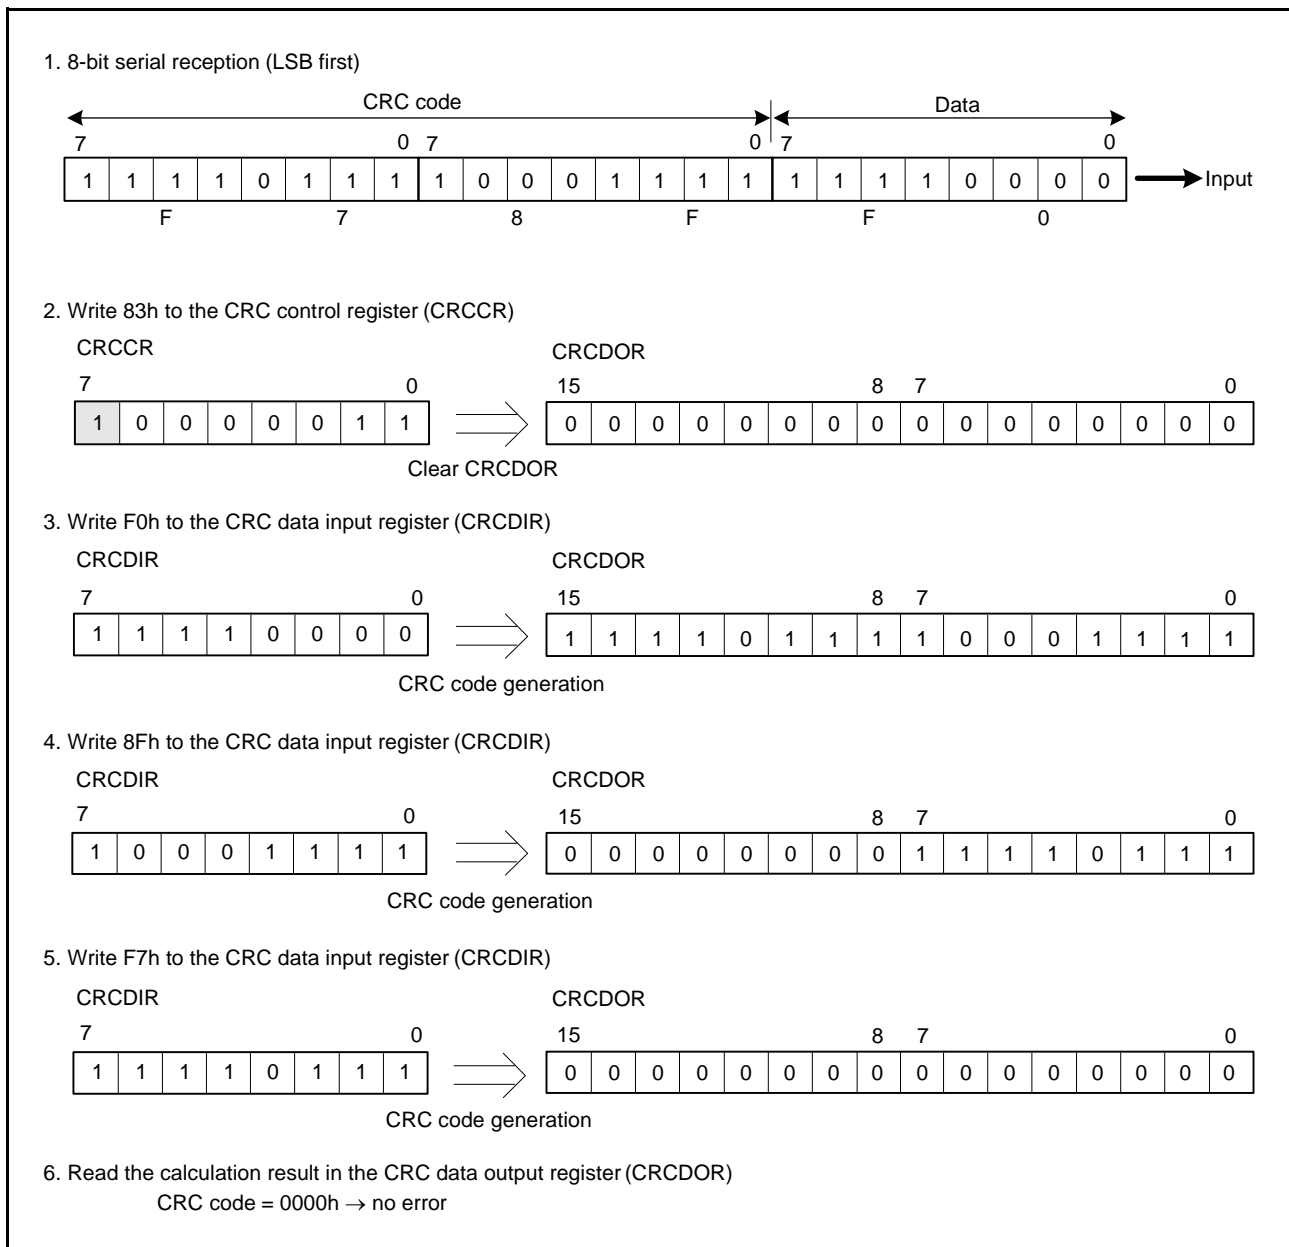 1. 8-bit serial reception (LSB first)
CRC code Data
7 0 7 0 7 0
1 1 1 1 0 1 1 1 1 0 0 0 1 1 1 1 1 1 1 1 0 0 0 0 Input
F 7 8 F F 0
2. Write 83h to the CRC control register (CRCCR)
CRCCR CRCDOR
7 0 15 8 7 0
1 0 0 0 0 0 1 1 0 0 0 0 0 0 0 0 0 0 0 0 0 0 0 0
Clear CRCDOR
3. Write F0h to the CRC data input register (CRCDIR)
CRCDIR CRCDOR
7 0 15 8 7 0
1 1 1 1 0 0 0 0 1 1 1 1 0 1 1 1 1 0 0 0 1 1 1 1
CRC code generation
4. Write 8Fh to the CRC data input register (CRCDIR)
CRCDIR CRCDOR
7 0 15 8 7 0
1 0 0 0 1 1 1 1 0 0 0 0 0 0 0 0 1 1 1 1 0 1 1 1
CRC code generation
5. Write F7h to the CRC data input register (CRCDIR)
CRCDIR CRCDOR
7 0 15 8 7 0
1 1 1 1 0 1 1 1 0 0 0 0 0 0 0 0 0 0 0 0 0 0 0 0
CRC code generation
6. Read the calculation result in the CRC data output register (CRCDOR)
CRC code = 0000h → no error